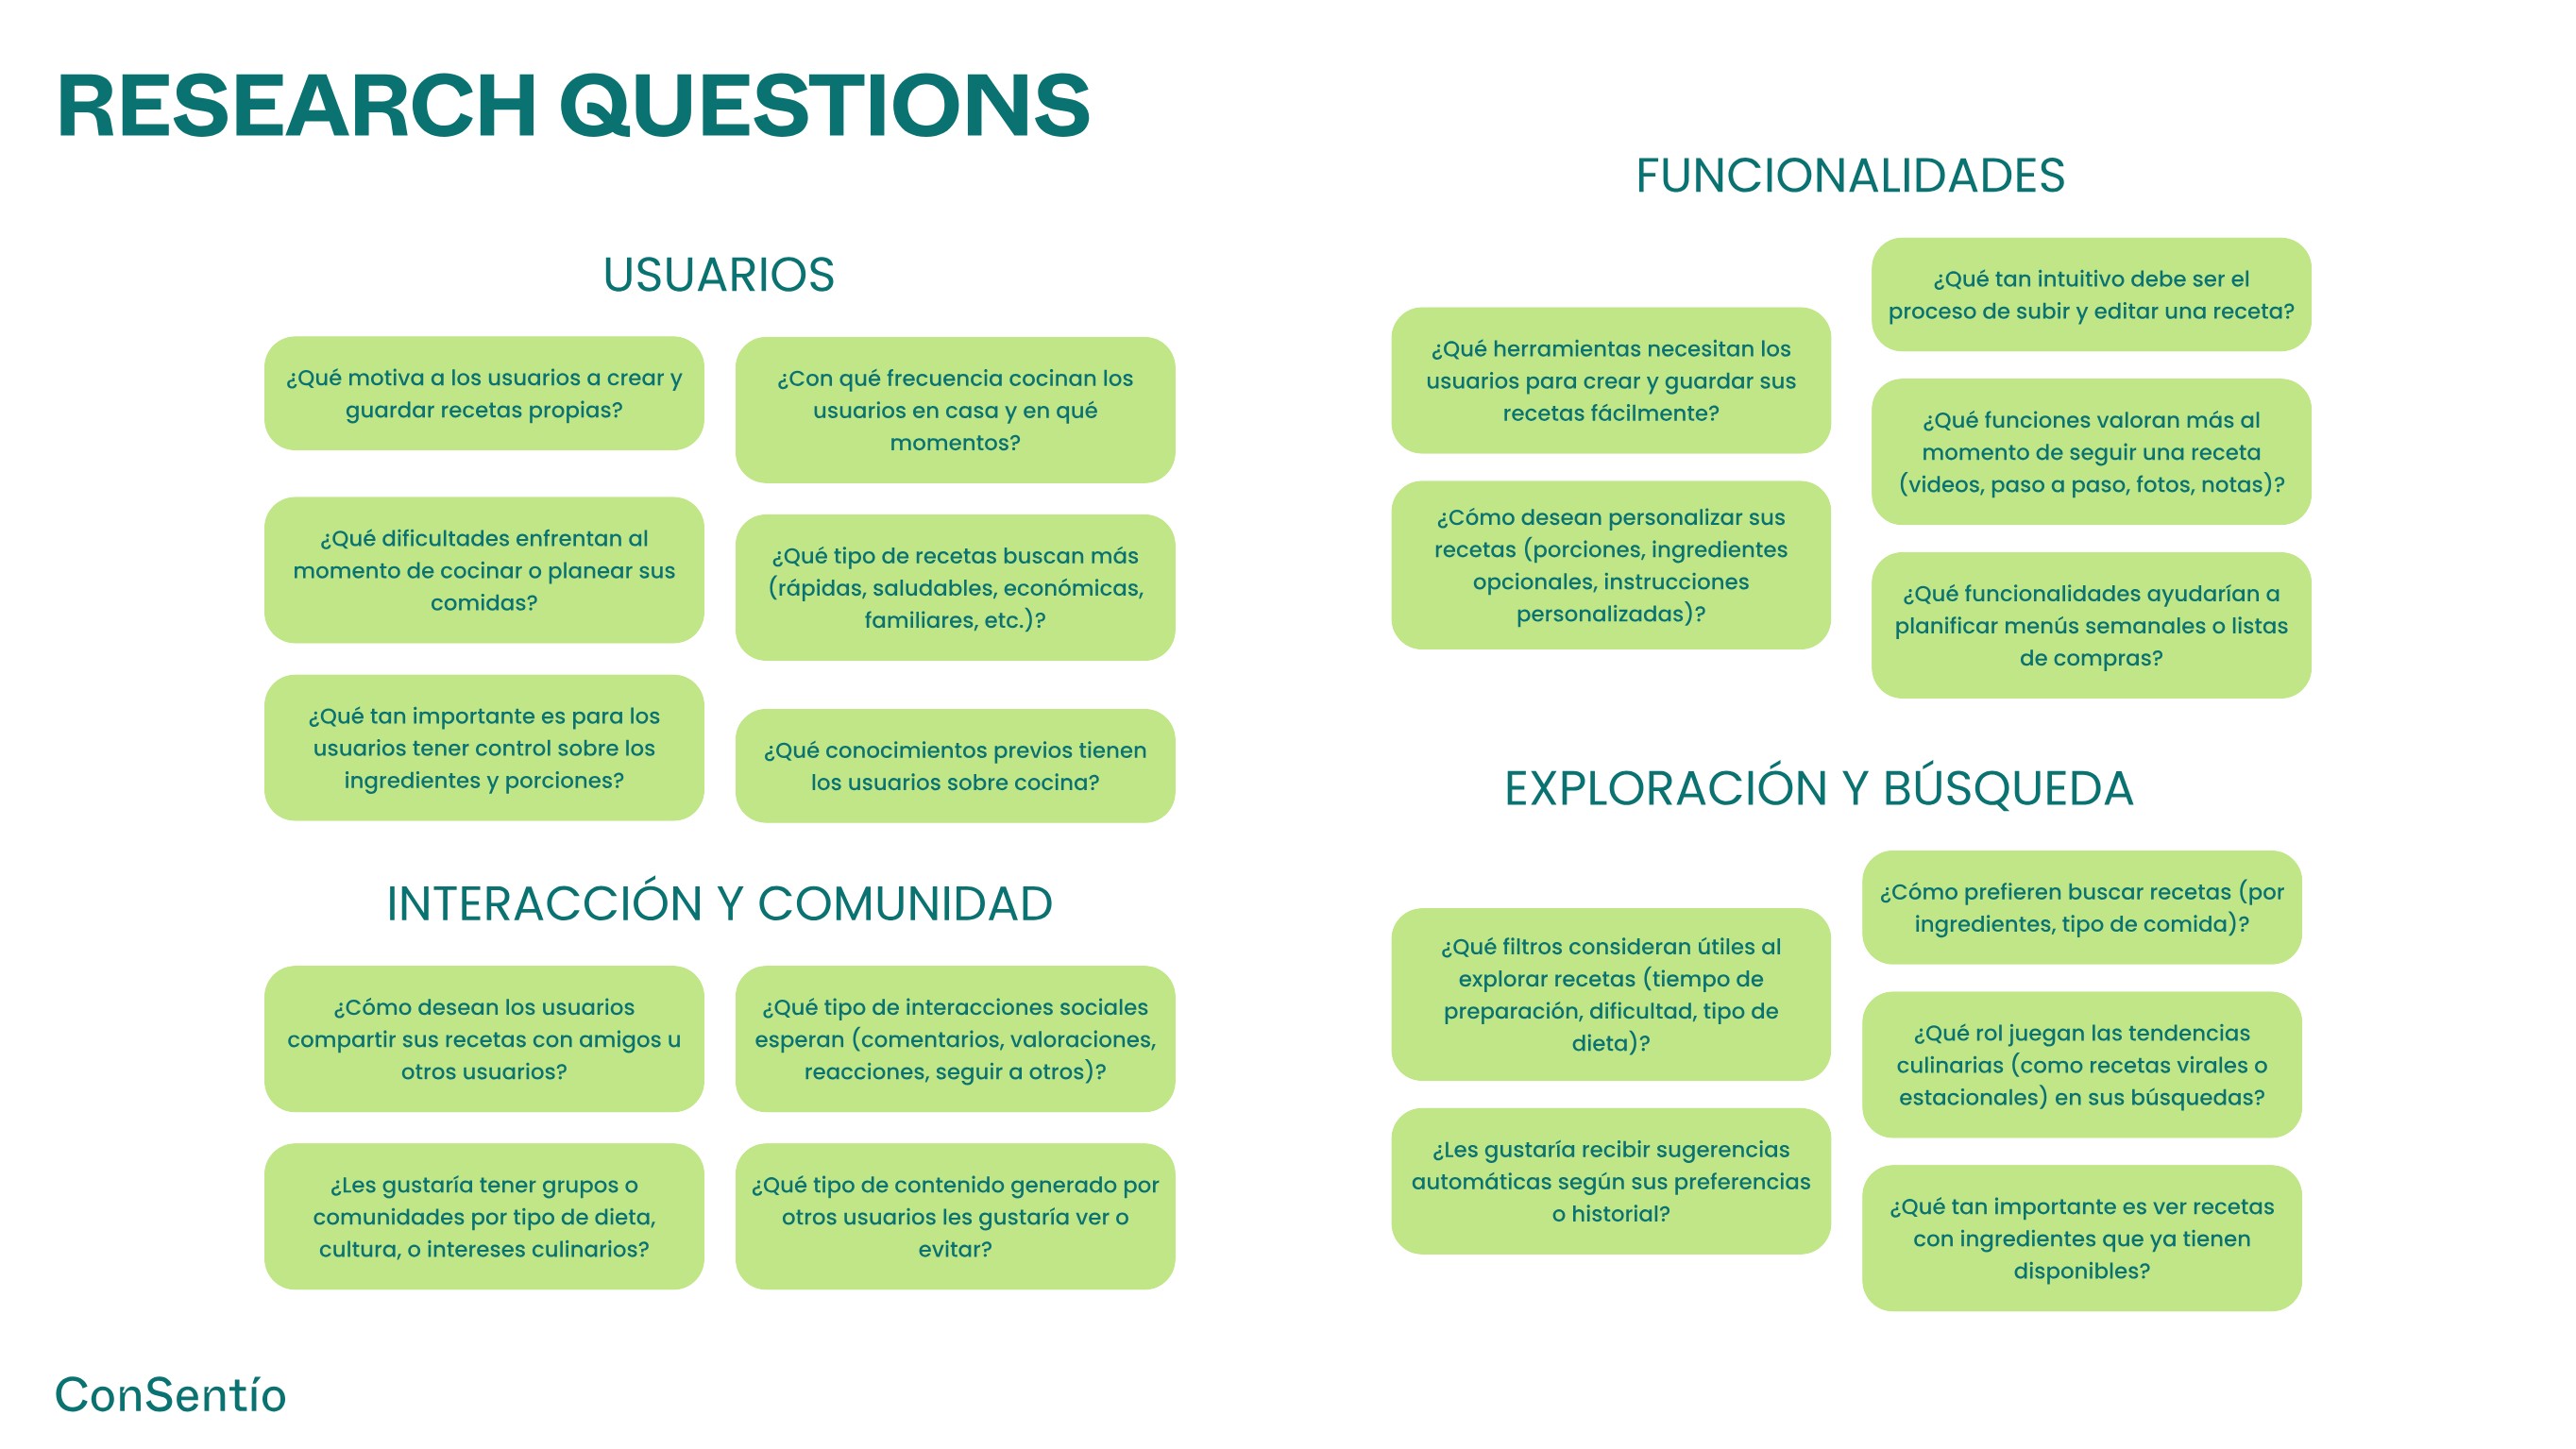 RESEARCH QUESTIONS
USUARIOS
¿Qué motiva a los usuarios a crear y
guardar recetas propias?
¿Con qué frecuencia cocinan los
usuarios en casa y en qué
momentos?
¿Qué dificultades enfrentan al
momento de cocinar o planear sus
comidas?
¿Qué tipo de recetas buscan más
(rápidas, saludables, económicas,
familiares, etc.)?
¿Qué tan importante es para los
usuarios tener control sobre los
ingredientes y porciones?
¿Qué conocimientos previos tienen
los usuarios sobre cocina?
INTERACCIÓN Y COMUNIDAD
¿Cómo desean los usuarios
compartir sus recetas con amigos u
otros usuarios?
¿Qué tipo de interacciones sociales
esperan (comentarios, valoraciones,
reacciones, seguir a otros)?
¿Les gustaría tener grupos o
comunidades por tipo de dieta,
cultura, o intereses culinarios?
¿Qué tipo de contenido generado por
otros usuarios les gustaría ver o
evitar?
FUNCIONALIDADES
¿Qué herramientas necesitan los
usuarios para crear y guardar sus
recetas fácilmente?
¿Cómo desean personalizar sus
recetas (porciones, ingredientes
opcionales, instrucciones
personalizadas)?
¿Qué tan intuitivo debe ser el
proceso de subir y editar una receta?
¿Qué funciones valoran más al
momento de seguir una receta
(videos, paso a paso, fotos, notas)?
¿Qué funcionalidades ayudarían a
planificar menús semanales o listas
de compras?
EXPLORACIÓN Y BÚSQUEDA
¿Qué filtros consideran útiles al
explorar recetas (tiempo de
preparación, dificultad, tipo de
dieta)?
¿Les gustaría recibir sugerencias
automáticas según sus preferencias
o historial?
¿Cómo prefieren buscar recetas (por
ingredientes, tipo de comida)?
¿Qué rol juegan las tendencias
culinarias (como recetas virales o
estacionales) en sus búsquedas?
¿Qué tan importante es ver recetas
con ingredientes que ya tienen
disponibles?
ConSentío